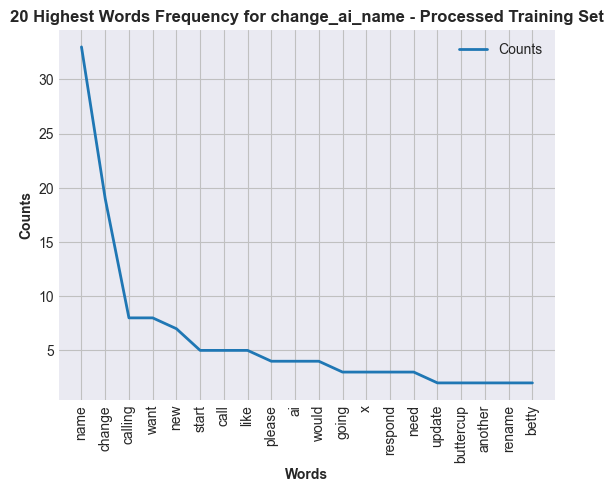 20 Highest Words Frequency for change_ai_name - Processed Training Set
Counts
30
25
20
15
10
5
Counts
name
change
calling
want
new
start
call
like
please
ai
would
going
x
respond
need
update
buttercup
another
rename
betty
Words